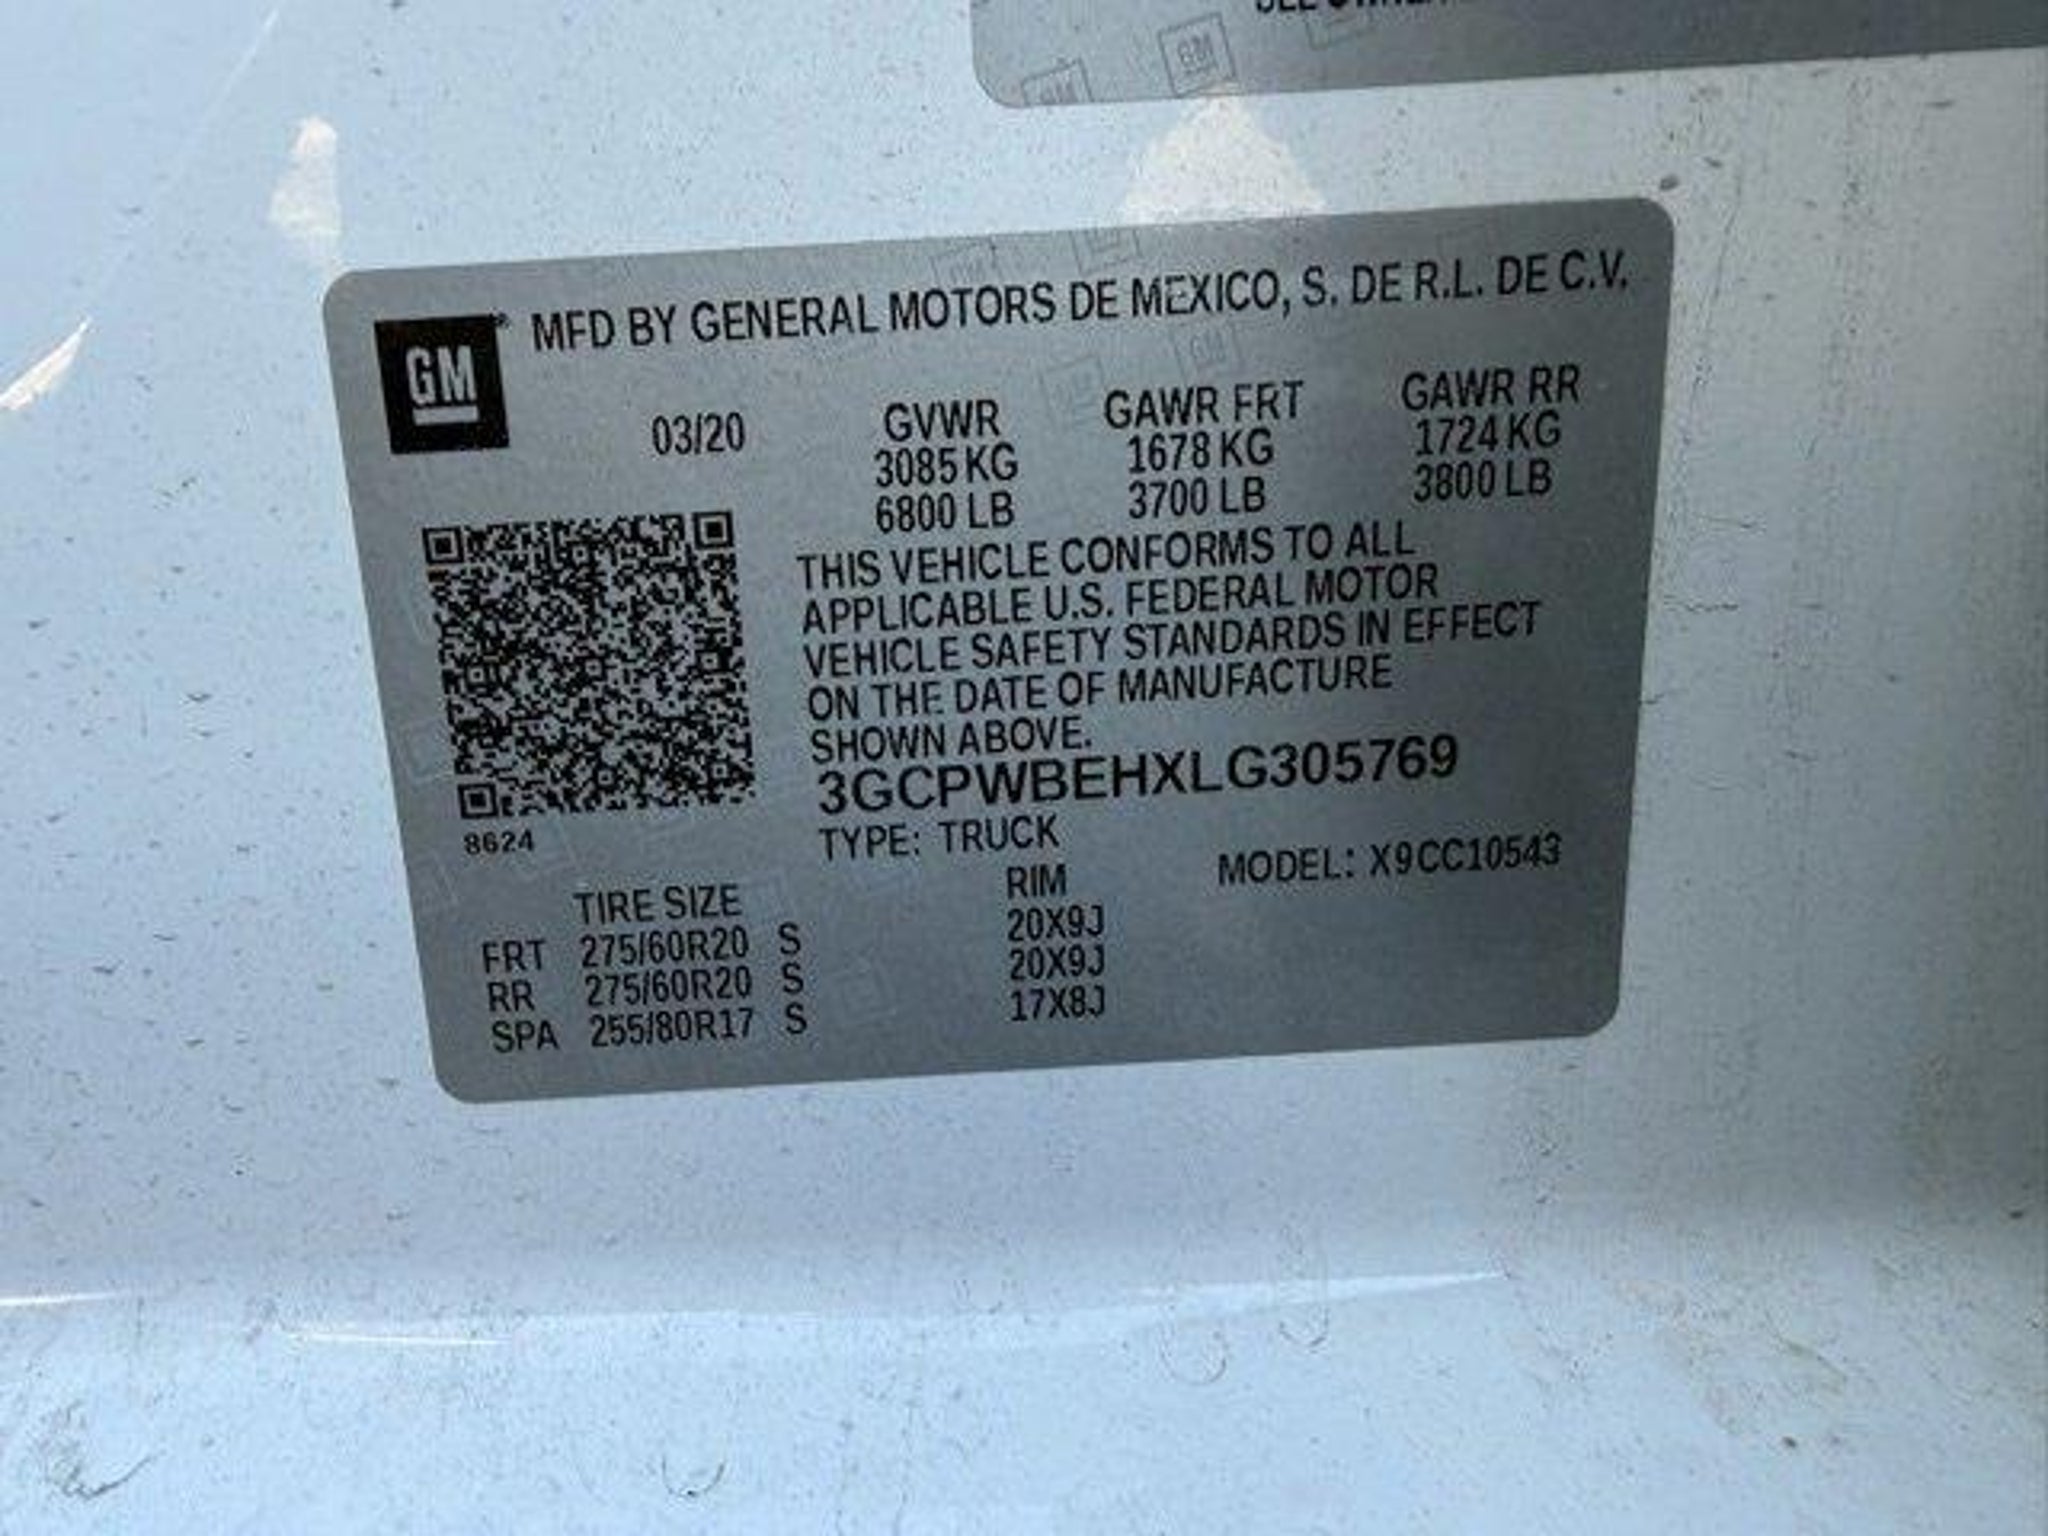 MFD BY GENERAL MOTORS DE MEXICO, S. DE R.L. DE C.V.
GM
03/20
GVWR GAWR FRT GAWR RR
3085 KG 1678 KG 1724 KG
6800 LB 3700 LB 3800 LB
THIS VEHICLE CONFORMS TO ALL
APPLICABLE U.S. FEDERAL MOTOR
VEHICLE SAFETY STANDARDS IN EFFECT
ON THE DATE OF MANUFACTURE
SHOWN ABOVE.
3GCPWBEHXLG305769
8624
TYPE: TRUCK MODEL: X9CC10543
TIRE SIZE RIM
FRT 275/60R20 S 20X9J
RR 275/60R20 S 20X9J
SPA 255/80R17 S 17X8J